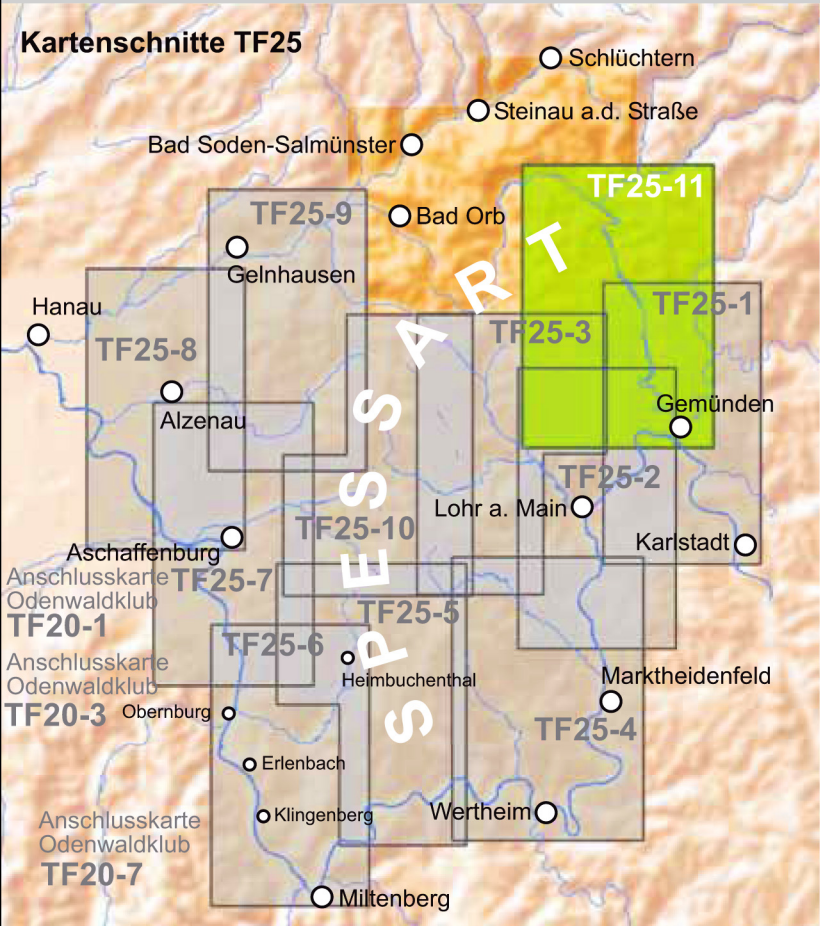 Kartenschnitte TF25
Schlüchtern
Steinau a.d. Straße
Bad Soden-Salmünster
TF25-11
TF25-9
Bad Orb
Gelnhausen
Hanau
TF25-1
TF25-3
TF25-8
SPESSART
Alzenau
Gemünden
TF25-2
Lohr a. Main
TF25-10
Karlstadt
Aschaffenburg
Anschlusskarte
Odenwaldklub
TF20-1
TF25-7
TF25-5
TF25-6
Anschlusskarte
Odenwaldklub
TF20-3
Heimbuchenthal
Marktheidenfeld
Obernburg
TF25-4
Erlenbach
Klingenberg
Wertheim
Anschlusskarte
Odenwaldklub
TF20-7
Miltenberg